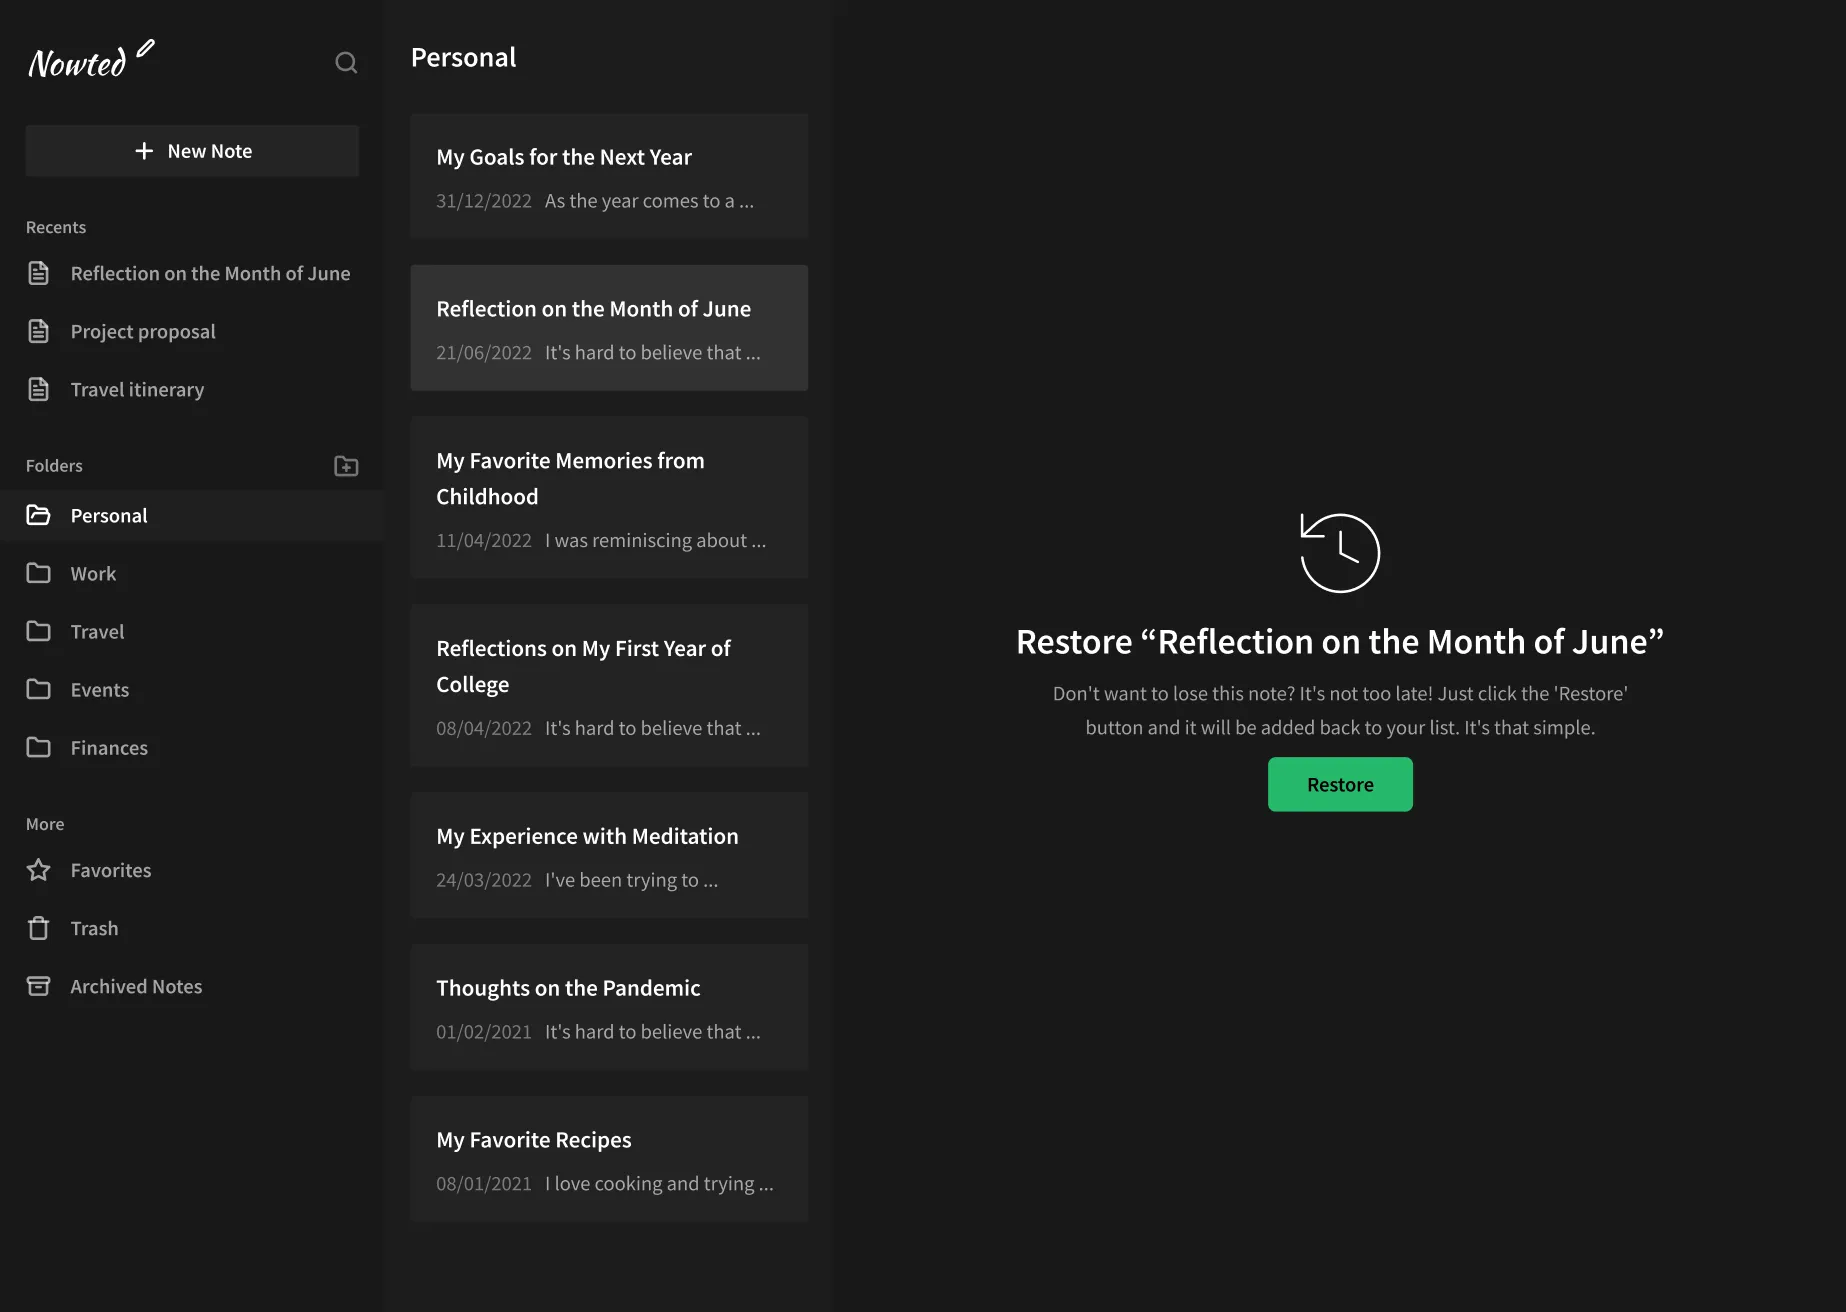 Nowted
New Note
Recents
Reflection on the Month of June
Project proposal
Travel itinerary
Folders
Personal
Work
Travel
Events
Finances
More
Favorites
Trash
Archived Notes
Personal
My Goals for the Next Year
31/12/2022 As the year comes to a ...
Reflection on the Month of June
21/06/2022 It's hard to believe that ...
My Favorite Memories from
Childhood
11/04/2022 I was reminiscing about ...
Reflections on My First Year of
College
08/04/2022 It's hard to believe that ...
My Experience with Meditation
24/03/2022 I've been trying to ...
Thoughts on the Pandemic
01/02/2021 It's hard to believe that ...
My Favorite Recipes
08/01/2021 I love cooking and trying ...
Restore “Reflection on the Month of June”
Don't want to lose this note? It's not too late! Just click the 'Restore'
button and it will be added back to your list. It's that simple.
Restore